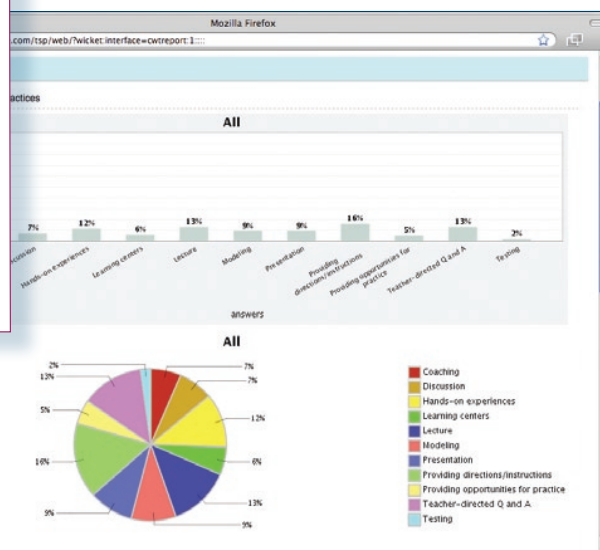 Mozilla Firefox
.com/tsp/web/?wicket:interface=cwtreport:1::::
actices
All
7% 12% 6% 13% 9% 9% 16% 5% 13% 2%
cussion Hands-on experiences Learning centers Lecture Modeling Presentation Providing directions/instructions Providing opportunities for practice Teacher-directed Q and A Testing
answers
All
2% 7%
13% 7%
5% 12%
16% 6%
9% 13%
9%
Coaching
Discussion
Hands-on experiences
Learning centers
Lecture
Modeling
Presentation
Providing directions/instructions
Providing opportunities for practice
Teacher-directed Q and A
Testing